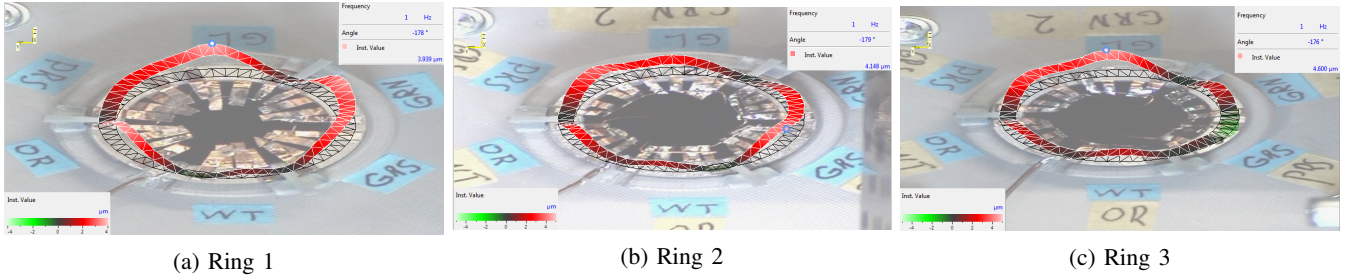 Frequency
1 Hz
Angle
-178 °
Inst. Value
3.939 µm
GL
PRS
GRN
OR
GRS
WT
Inst. Value
µm
-4 -2 0 2 4
(a) Ring 1
Frequency
1 Hz
Angle
-179 °
Inst. Value
4.148 µm
GRN 2
GL
PRS
GRN
OR
GRS
WT
Inst. Value
µm
-4 -2 0 2 4
(b) Ring 2
Frequency
1 Hz
Angle
-176 °
Inst. Value
4.600 µm
GRN 2
GL
PRS
GRN
OR
GRS
PRS
WT
OR
Inst. Value
µm
-4 -2 0 2 4
(c) Ring 3